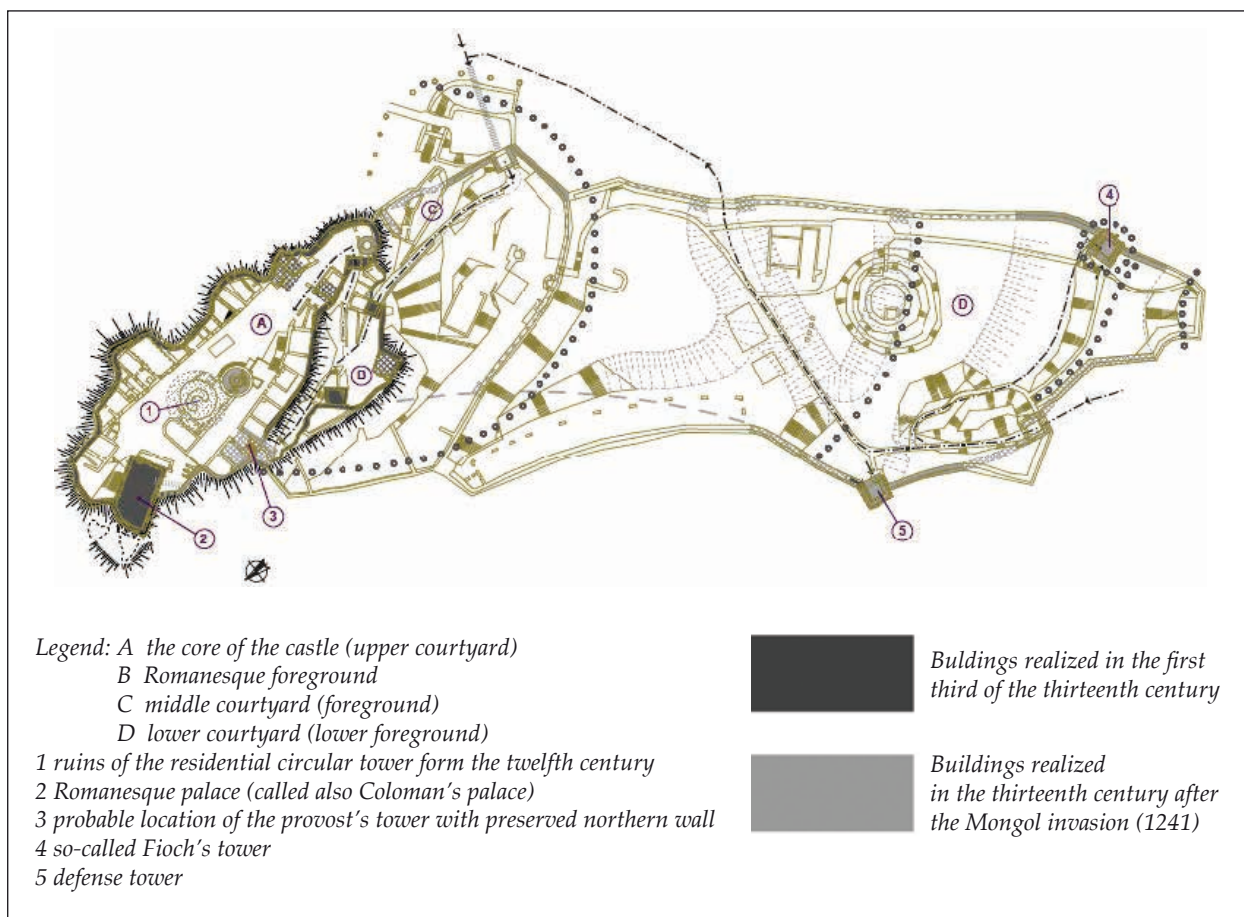 4
C
A
D
D
1
3
2
5
Legend: A the core of the castle (upper courtyard)
B Romanesque foreground
C middle courtyard (foreground)
D lower courtyard (lower foreground)
1 ruins of the residential circular tower form the twelfth century
2 Romanesque palace (called also Coloman's palace)
3 probable location of the provost's tower with preserved northern wall
4 so-called Fioch's tower
5 defense tower
Buldings realized in the first
third of the thirteenth century
Buildings realized
in the thirteenth century after
the Mongol invasion (1241)